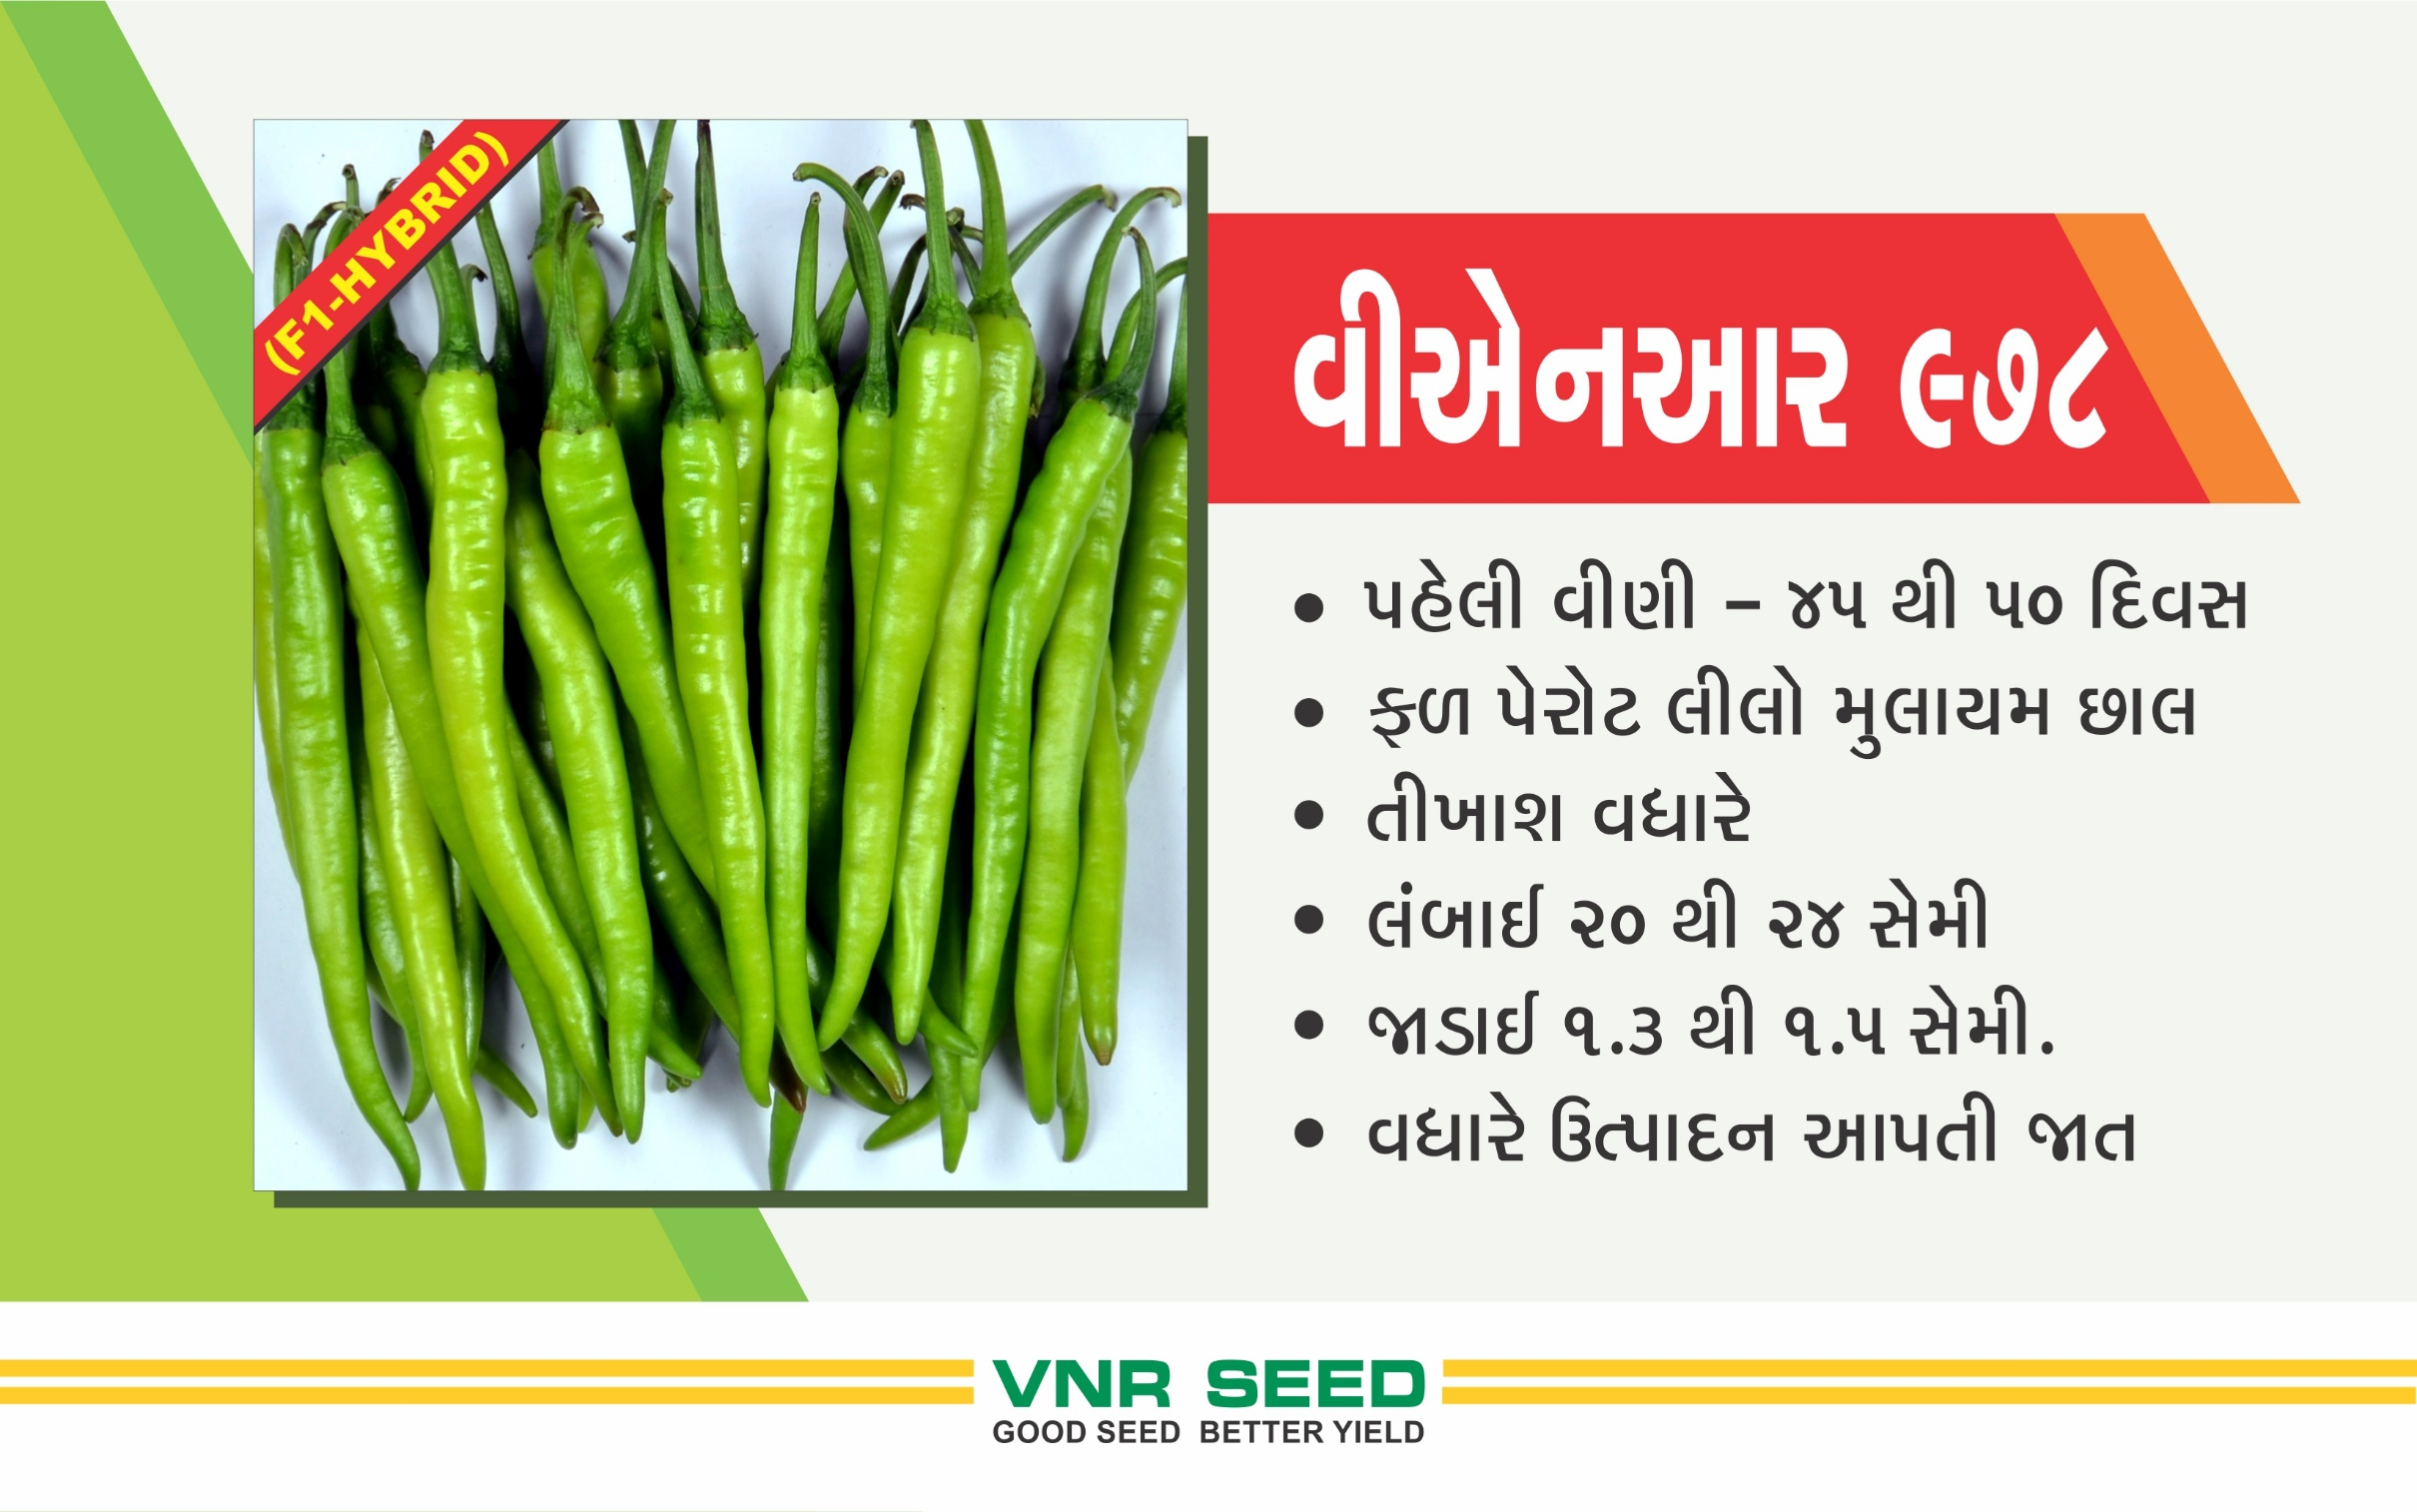 (F1-HYBRID)
વીએનઆર ૯૭૮
• પહેલી વીણી – ૪૫ થી ૫૦ દિવસ
• ફળ પેરોટ લીલો મુલાયમ છાલ
• તીખાશ વધારે
• લંબાઈ ૨૦ થી ૨૪ સેમી
• જાડાઈ ૧.૩ થી ૧.૫ સેમી.
• વધારે ઉત્પાદન આપતી જાત
VNR SEED
GOOD SEED BETTER YIELD